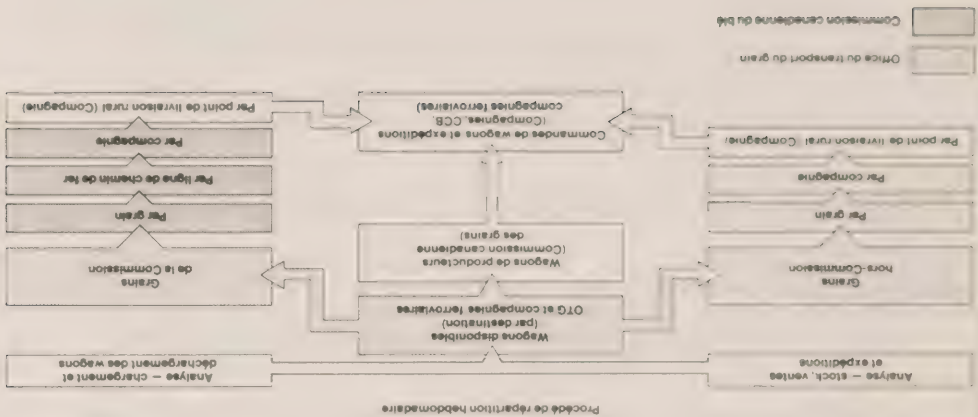 Procédé de répartition hebdomadaire
Analyse — stock, ventes
et expéditions
Analyse — chargement et
déchargement des wagons
Wagons disponibles
(par destination)
OTG et compagnies ferroviaires
Grains
hors-Commission
Wagons de producteurs
(Commission canadienne
des grains)
Grains
de la Commission
Par grain
Par compagnie
Par point de livraison rural (Compagnie)
Par grain
Par ligne de chemin de fer
Par compagnie
Par point de livraison rural (Compagnie)
Commandes de wagons et expéditions
(Compagnies, CCB,
compagnies ferroviaires)
Office du transport du grain
Commission canadienne du blé